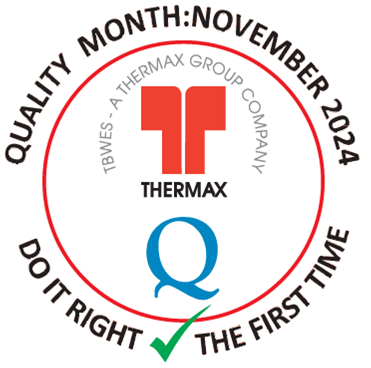 QUALITY MONTH:NOVEMBER 2024
TBWES - A THERMAX GROUP COMPANY
THERMAX
Q
DO IT RIGHT THE FIRST TIME